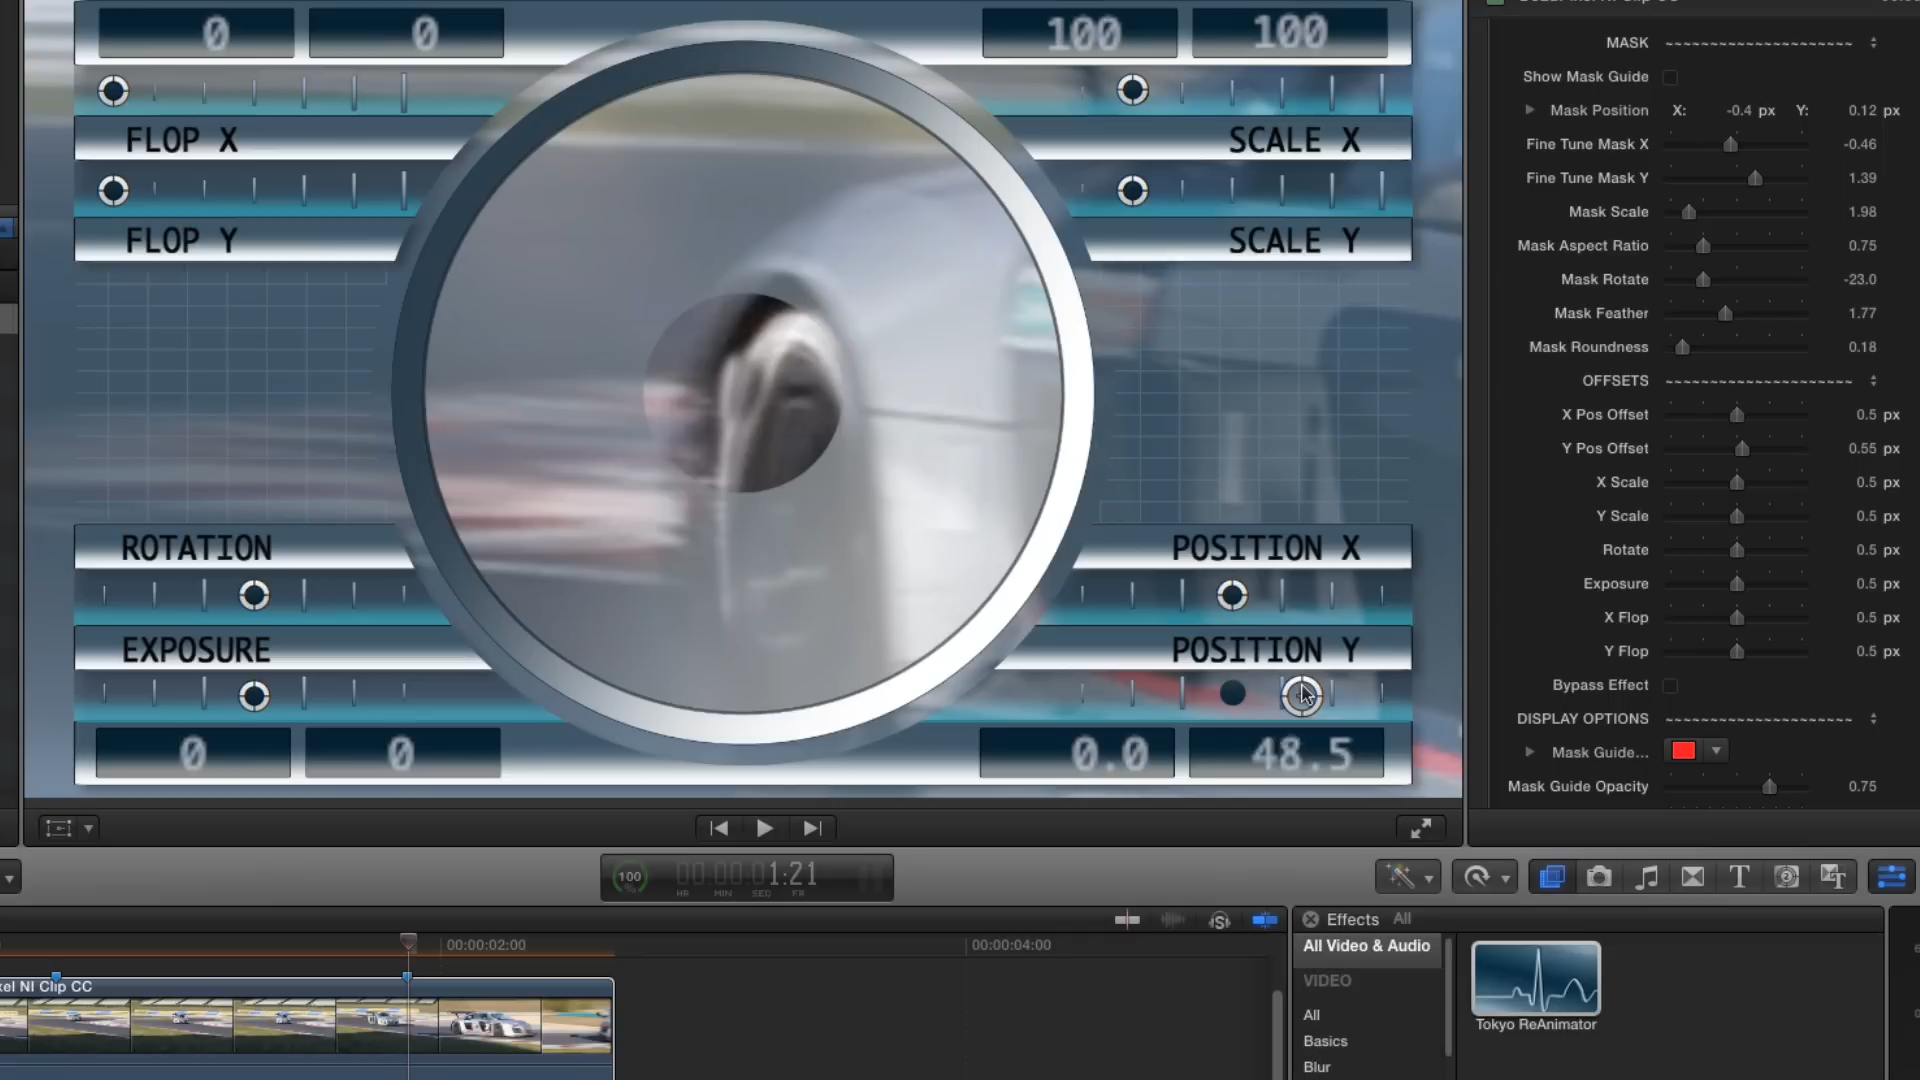 0 0 100 100
FLOP X SCALE X
FLOP Y SCALE Y
ROTATION POSITION X
EXPOSURE POSITION Y
0 0 0.0 48.5
MASK
Show Mask Guide
Mask Position X: -0.4 px Y: 0.12 px
Fine Tune Mask X -0.46
Fine Tune Mask Y 1.39
Mask Scale 1.98
Mask Aspect Ratio 0.75
Mask Rotate -23.0
Mask Feather 1.77
Mask Roundness 0.18
OFFSETS
X Pos Offset 0.5 px
Y Pos Offset 0.55 px
X Scale 0.5 px
Y Scale 0.5 px
Rotate 0.5 px
Exposure 0.5 px
X Flop 0.5 px
Y Flop 0.5 px
Bypass Effect
DISPLAY OPTIONS
Mask Guide...
Mask Guide Opacity 0.75
100 % 00:00:01:21
HR MIN SEC FR
00:00:02:00 00:00:04:00
xel NI Clip CC
Effects All
All Video & Audio
VIDEO
All
Basics
Blur
Tokyo ReAnimator